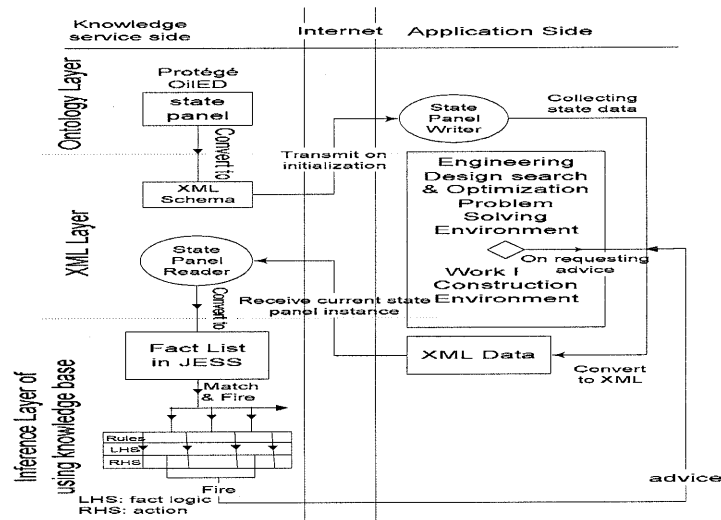 Knowledge
service side
Internet
Application Side
Ontology Layer
Protégé
OilED
state
panel
Convert to
XML
Schema
Transmit on
initialization
State
Panel
Writer
Collecting
state data
Engineering
Design search
& Optimization
Problem
Solving
Environment
On requesting
advice
Work
Construction
Environment
XML Layer
State
Panel
Reader
Convert to
Receive current state
panel instance
XML Data
Convert
to XML
Inference Layer of
using knowledge base
Fact List
in JESS
Match
& Fire
Rules
LHS
RHS
Fire
LHS: fact logic
RHS: action
advice